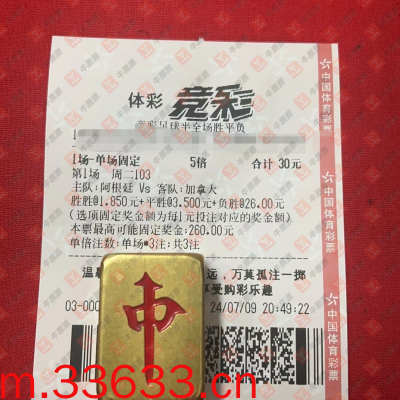 体彩 竞彩
竞彩足球半全场胜平负
1场-单场固定 5倍 合计 30元
第1场 周二103
主队:阿根廷 Vs 客队:加拿大
胜胜@1.850元+平胜@3.500元+负胜@26.00元
(选项固定奖金额为每1元投注对应的奖金额)
本票最高可能固定奖金:260.00元
单倍注数:单场*3注:共3注
远,万莫孤注一掷
享受购彩乐趣
03-000 24/07/09 20:49:22
中
中国体育彩票
中国体育彩票
中国体育彩票
m.33633.cn